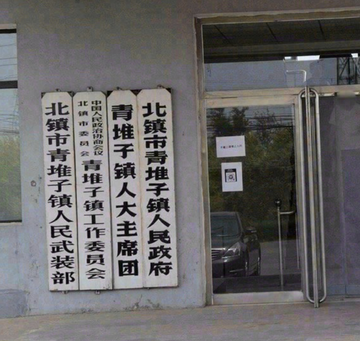 北镇市青堆子镇人民政府
青堆子镇人大主席团
中国人民政治协商会议
北镇市委员会
青堆子镇工作委员会
北镇市青堆子镇人民武装部